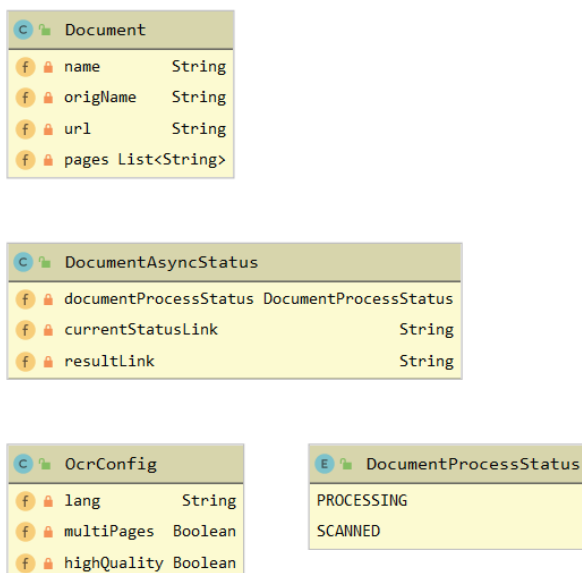 C Document
f name String
f origName String
f url String
f pages List<String>
C DocumentAsyncStatus
f documentProcessStatus DocumentProcessStatus
f currentStatusLink String
f resultLink String
C OcrConfig
f lang String
f multiPages Boolean
f highQuality Boolean
E DocumentProcessStatus
PROCESSING
SCANNED